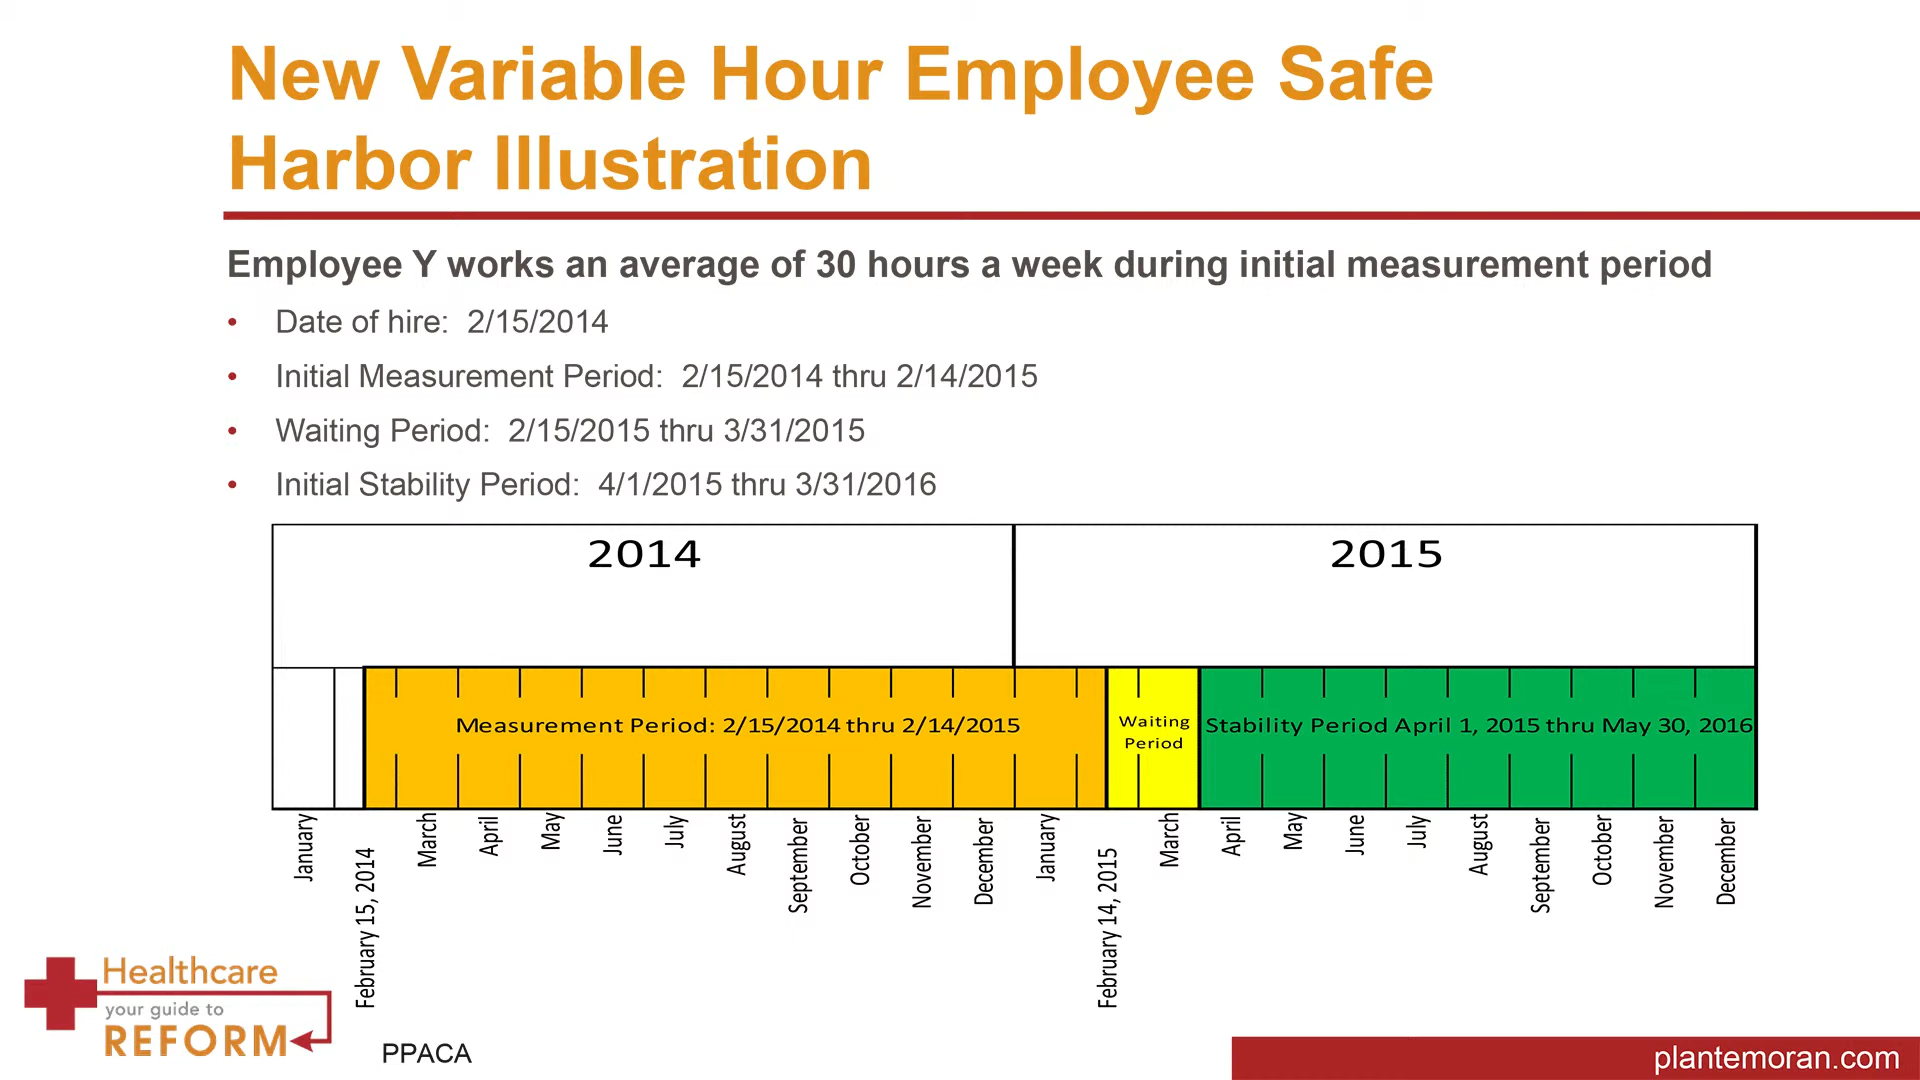 New Variable Hour Employee Safe
Harbor Illustration
Employee Y works an average of 30 hours a week during initial measurement period
• Date of hire: 2/15/2014
• Initial Measurement Period: 2/15/2014 thru 2/14/2015
• Waiting Period: 2/15/2015 thru 3/31/2015
• Initial Stability Period: 4/1/2015 thru 3/31/2016
2014
2015
Measurement Period: 2/15/2014 thru 2/14/2015
Waiting
Period
Stability Period April 1, 2015 thru May 30, 2016
January
February 15, 2014
March
April
May
June
July
August
September
October
November
December
January
February 14, 2015
March
April
May
June
July
August
September
October
November
December
Healthcare
your guide to
REFORM
PPACA
plantemoran.com